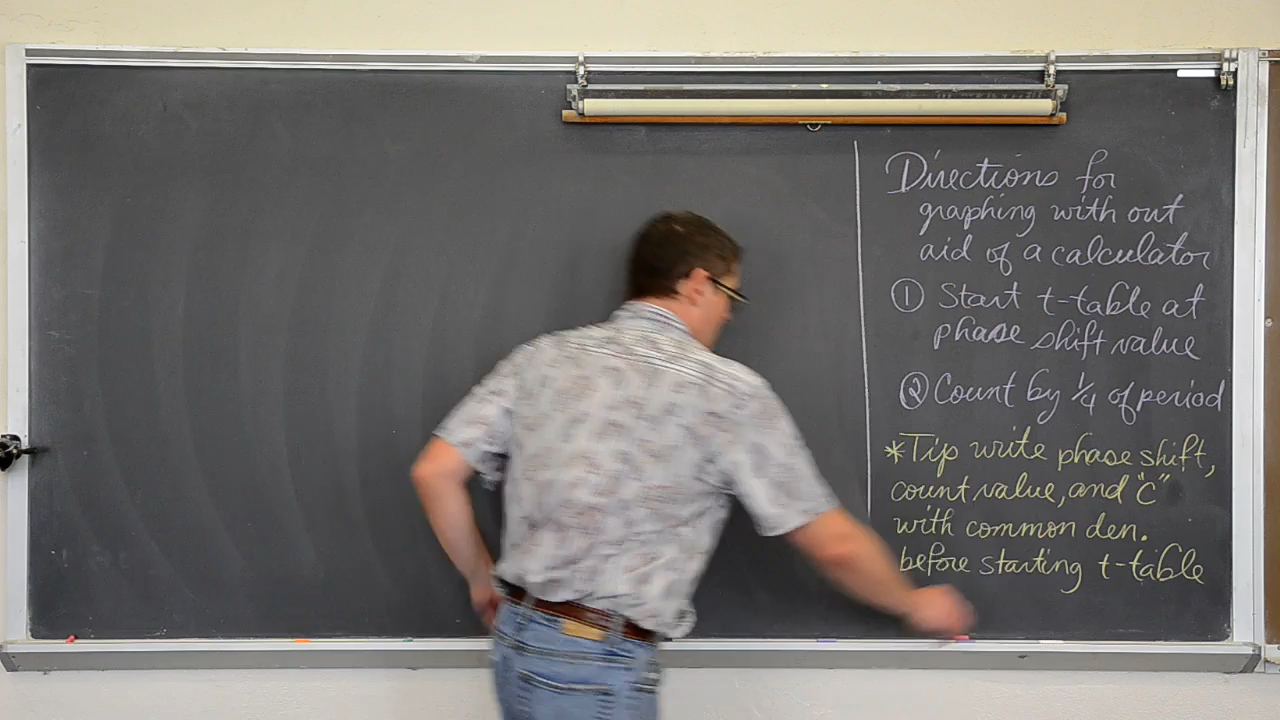 Directions for
graphing with out
aid of a calculator
① Start t-table at
phase shift value
② Count by 1/4 of period
*Tip write phase shift,
count value, and "C"
with common den.
before starting t-table